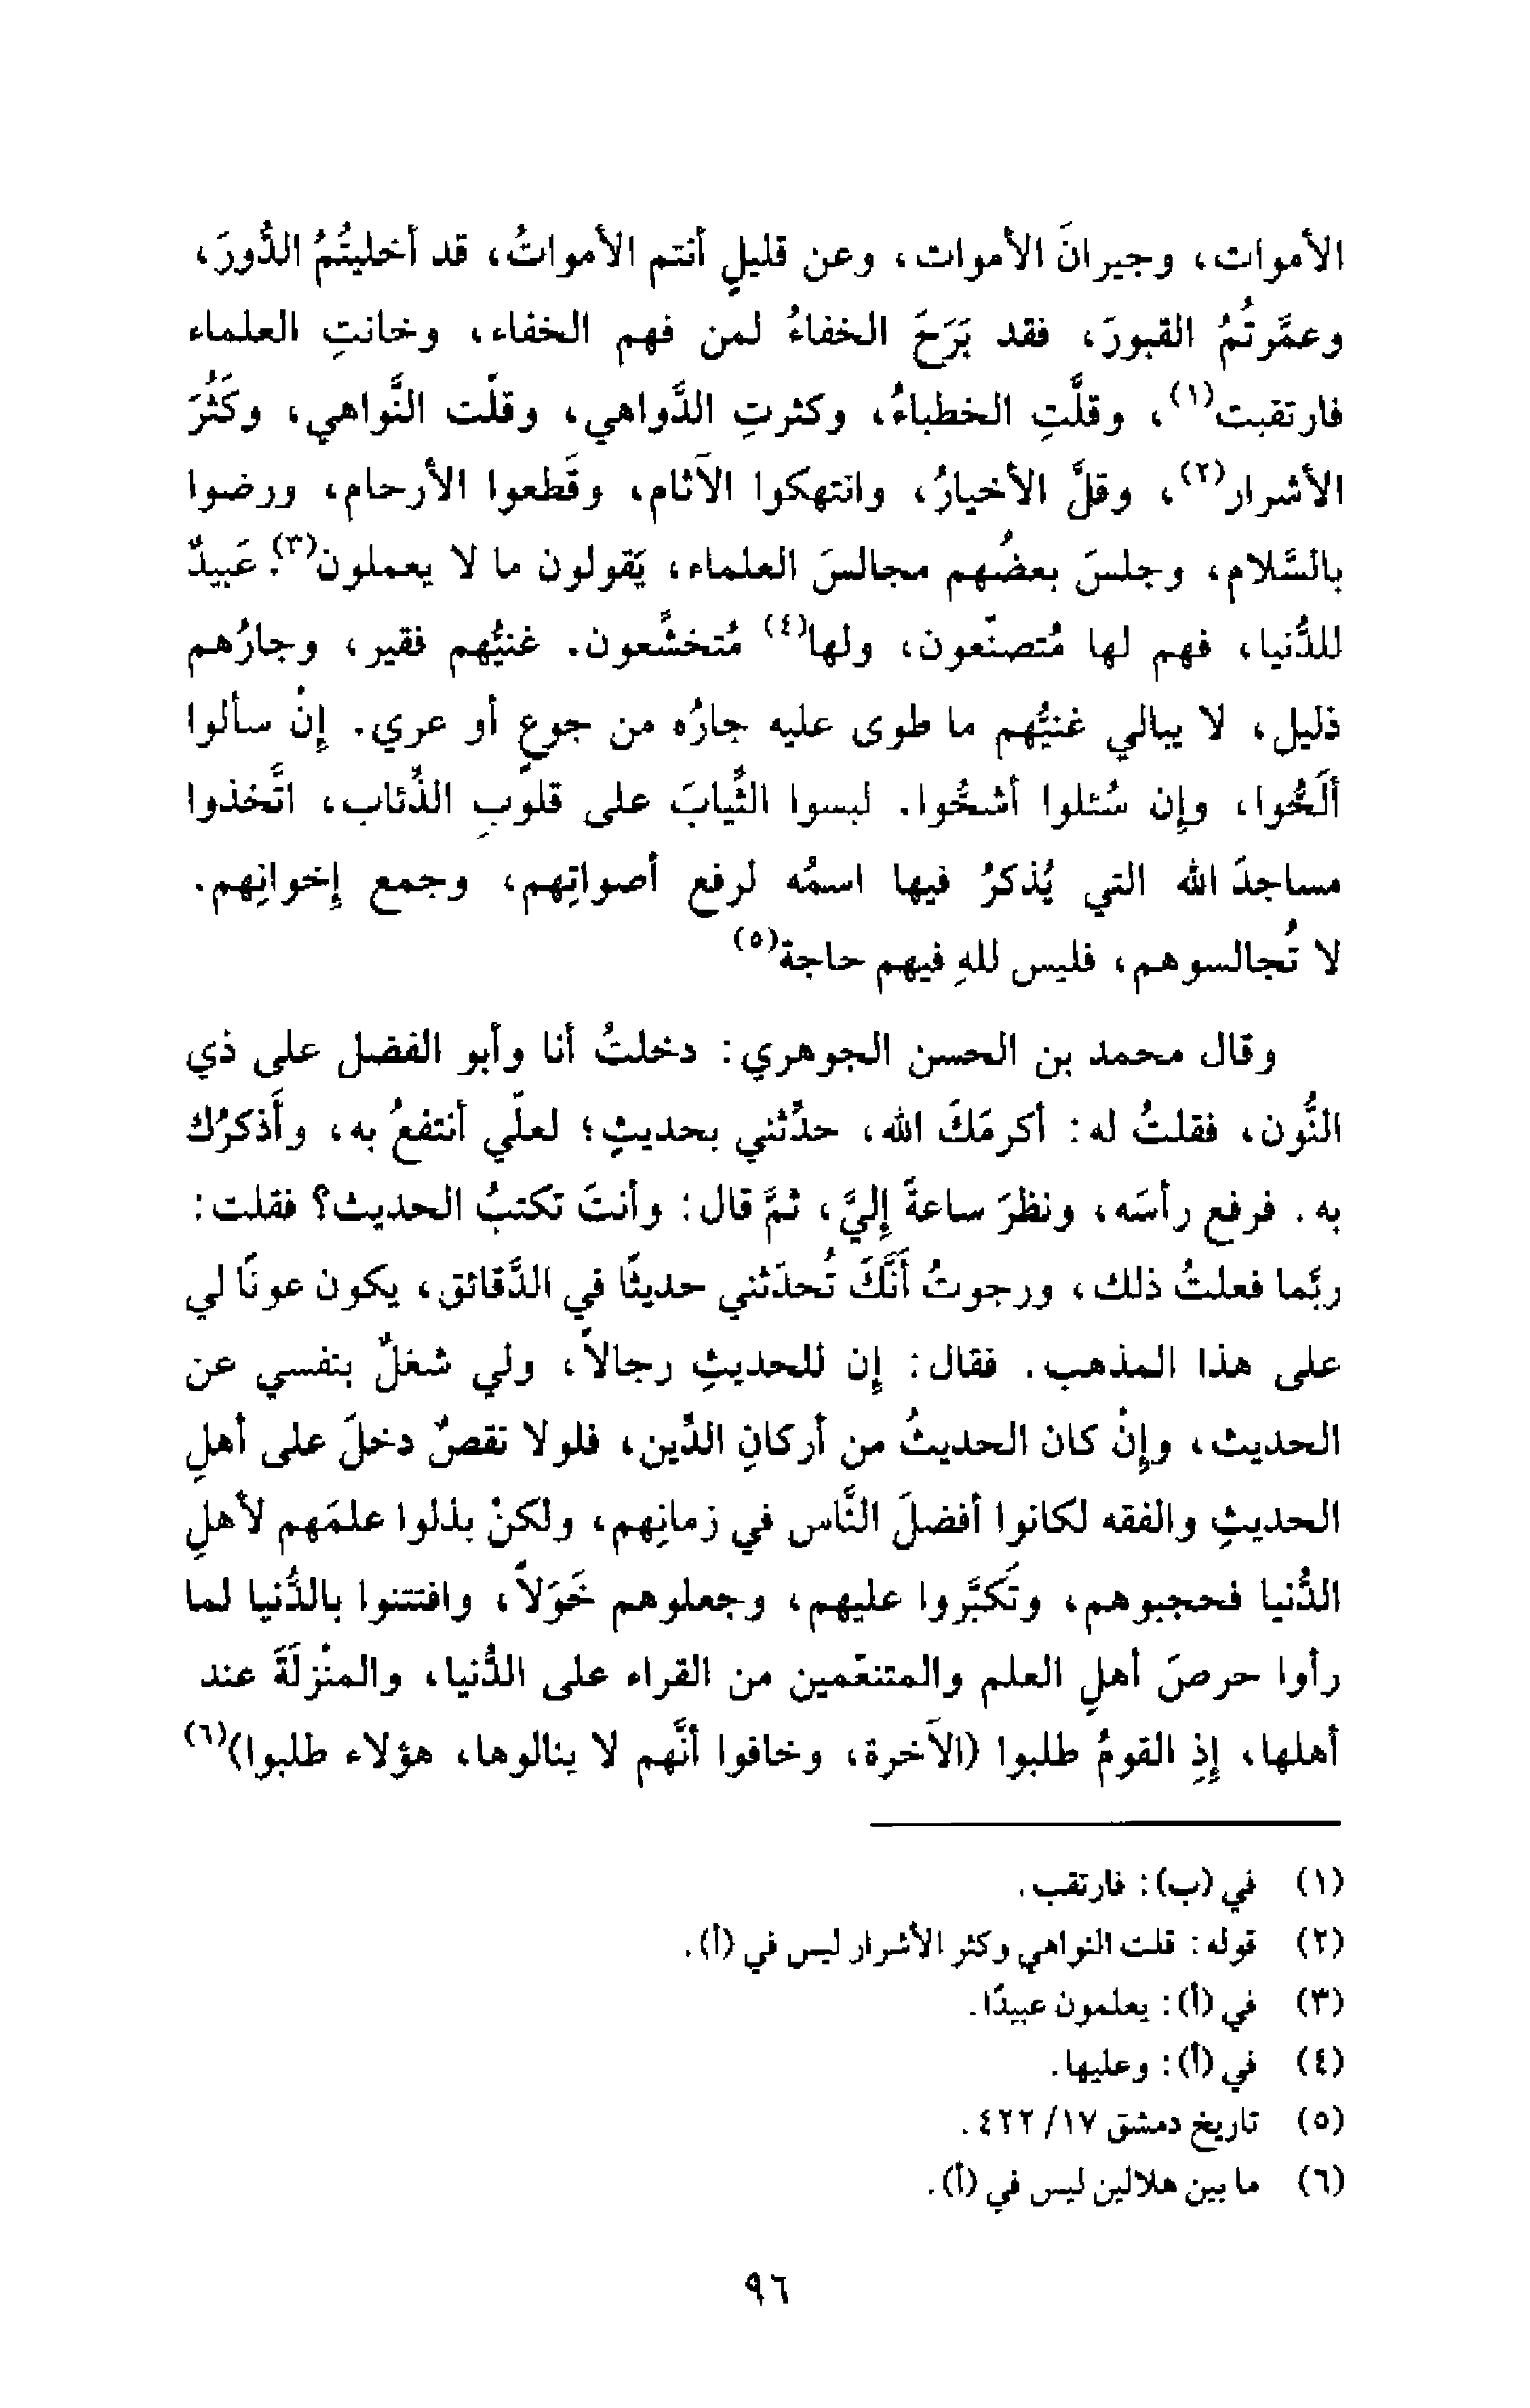 الأموات، وجيرانَ الأموات، وعن قليلٍ أنتم الأمواتُ، قد أخليتُمُ الدُّورَ،
وعمَّرتُمُ القبورَ، فقد بَرَحَ الخفاءُ لمن فهم الخفاء، وخانتِ العلماء
فارتقبت(١)، وقلَّتِ الخطباءُ، وكثرتِ الدَّواهي، وقلَّت النَّواهي، وكَثُرَ
الأشرار(٢)، وقلَّ الأخيارُ، وانتهكوا الآثام، وقَطعوا الأرحام، ورضوا
بالسَّلام، وجلسَ بعضُهم مجالسَ العلماء، يَقولون ما لا يعملون(٣). عَبيدٌ
للدُّنيا، فهم لها مُتصنّعون، ولها(٤) مُتخشِّعون. غنيُّهم فقير، وجارُهم
ذليل، لا يبالي غنيُّهم ما طوى عليه جارُه من جوعٍ أو عري. إنْ سألوا
ألَحُّوا، وإن سُئلوا أشحُّوا. لبسوا الثِّيابَ على قلوبِ الذِّئاب، اتَّخذوا
مساجدَ الله التي يُذكرُ فيها اسمُه لرفع أصواتِهم، وجمع إخوانِهم.
لا تُجالسوهم، فليس للهِ فيهم حاجة(٥)
وقال محمد بن الحسن الجوهري: دخلتُ أنا وأبو الفضل على ذي
النُّون، فقلتُ له: أكرمَكَ الله، حدّثني بحديثٍ؛ لعلّي أنتفعُ به، وأَذكرُك
به. فرفع رأسَه، ونظرَ ساعةً إليَّ، ثمَّ قال: وأنتَ تكتبُ الحديث؟ فقلت:
ربَّما فعلتُ ذلك، ورجوتُ أنَّكَ تُحدّثني حديثًا في الدَّقائق، يكون عونًا لي
على هذا المذهب. فقال: إن للحديثِ رجالاً، ولي شغلٌ بنفسي عن
الحديث، وإنْ كان الحديثُ من أركانِ الدِّين، فلولا نقصٌ دخلَ على أهلِ
الحديثِ والفقه لكانوا أفضلَ النَّاس في زمانِهم، ولكنْ بذلوا علمَهم لأهلِ
الدُّنيا فحجبوهم، وتَكبَّروا عليهم، وجعلوهم خَوَلاً، وافتتنوا بالدُّنيا لما
رأوا حرصَ أهلِ العلم والمتنعّمين من القراء على الدُّنيا، والمنْزلَةَ عند
أهلها، إذِ القومُ طلبوا (الآخرة، وخافوا أنَّهم لا ينالوها، هؤلاء طلبوا)(٦)
(١) في (ب): فارتقب.
(٢) قوله: قلت النواهي وكثر الأشرار ليس في (أ).
(٣) في (أ): يعلمون عبيدًا.
(٤) في (أ): وعليها.
(٥) تاريخ دمشق ١٧/ ٤٢٢.
(٦) ما بين هلالين ليس في (أ).
٩٦